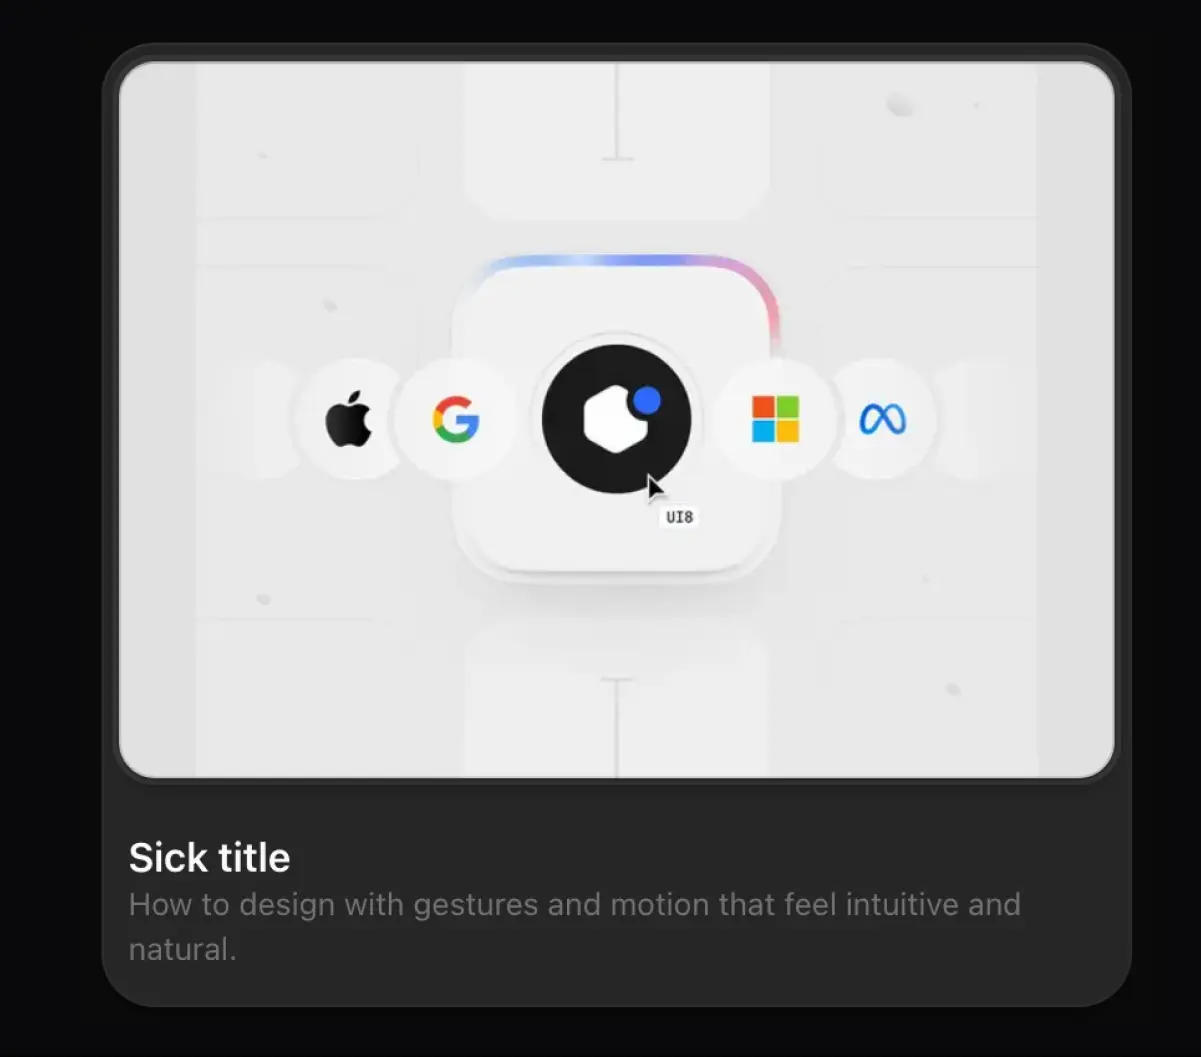 UI8
Sick title
How to design with gestures and motion that feel intuitive and
natural.